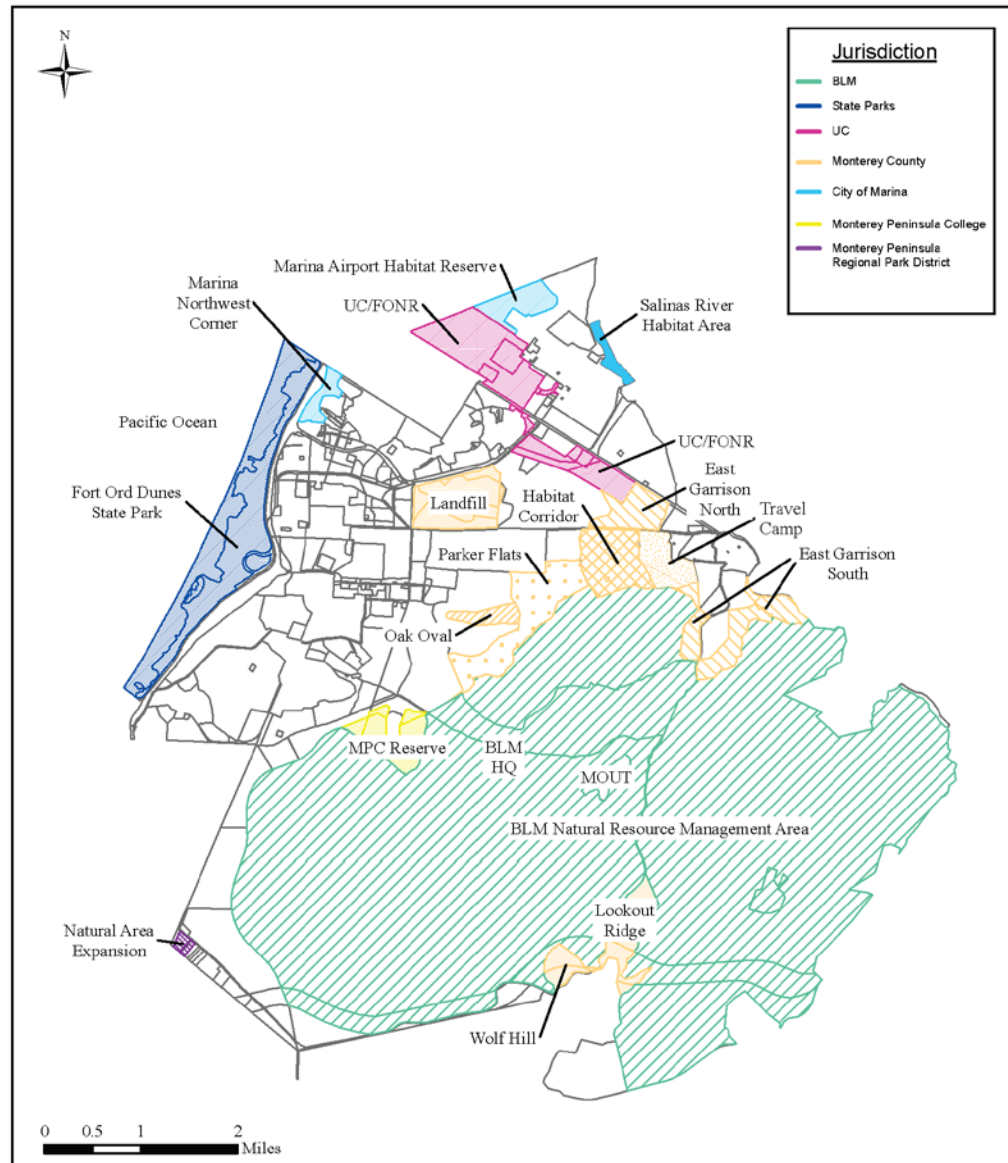 N
Jurisdiction
BLM
State Parks
UC
Monterey County
City of Marina
Monterey Peninsula College
Monterey Peninsula
Regional Park District
Marina Airport Habitat Reserve
Marina
Northwest
Corner
UC/FONR
Salinas River
Habitat Area
Pacific Ocean
UC/FONR
Fort Ord Dunes
State Park
Landfill
Habitat
Corridor
East
Garrison
North
Travel
Camp
Parker Flats
East Garrison
South
Oak Oval
MPC Reserve
BLM
HQ
MOUT
BLM Natural Resource Management Area
Lookout
Ridge
Natural Area
Expansion
Wolf Hill
0 0.5 1 2
Miles